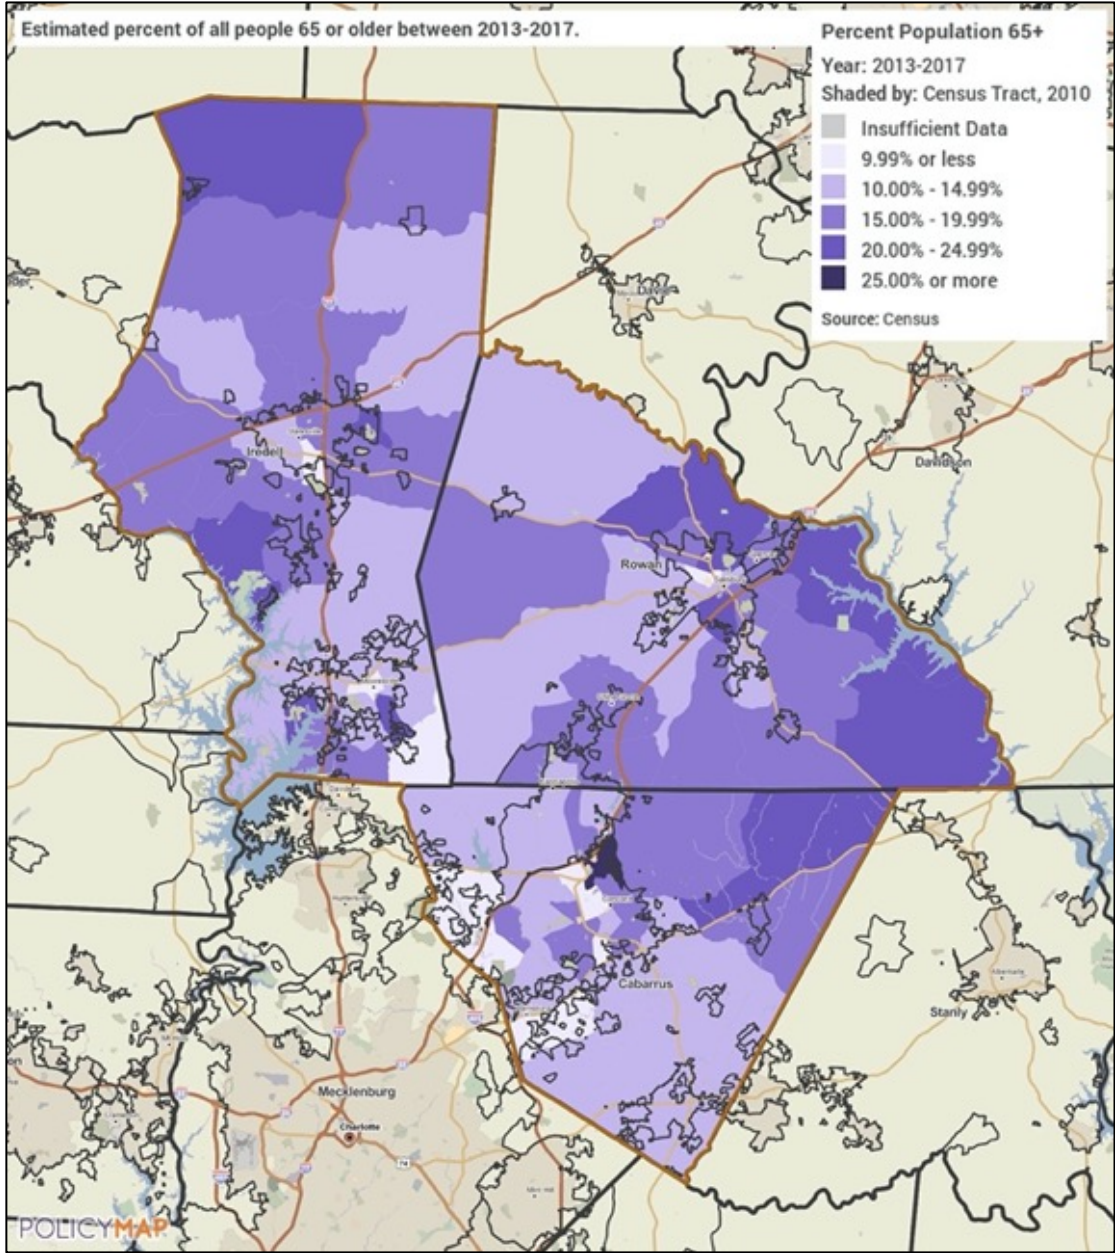 Estimated percent of all people 65 or older between 2013-2017.
Percent Population 65+
Year: 2013-2017
Shaded by: Census Tract, 2010
Insufficient Data
9.99% or less
10.00% - 14.99%
15.00% - 19.99%
20.00% - 24.99%
25.00% or more
Source: Census
Davie
Iredell
Davidson
Rowan
Cabarrus
Stanly
Mecklenburg
Charlotte
74
POLICYMAP